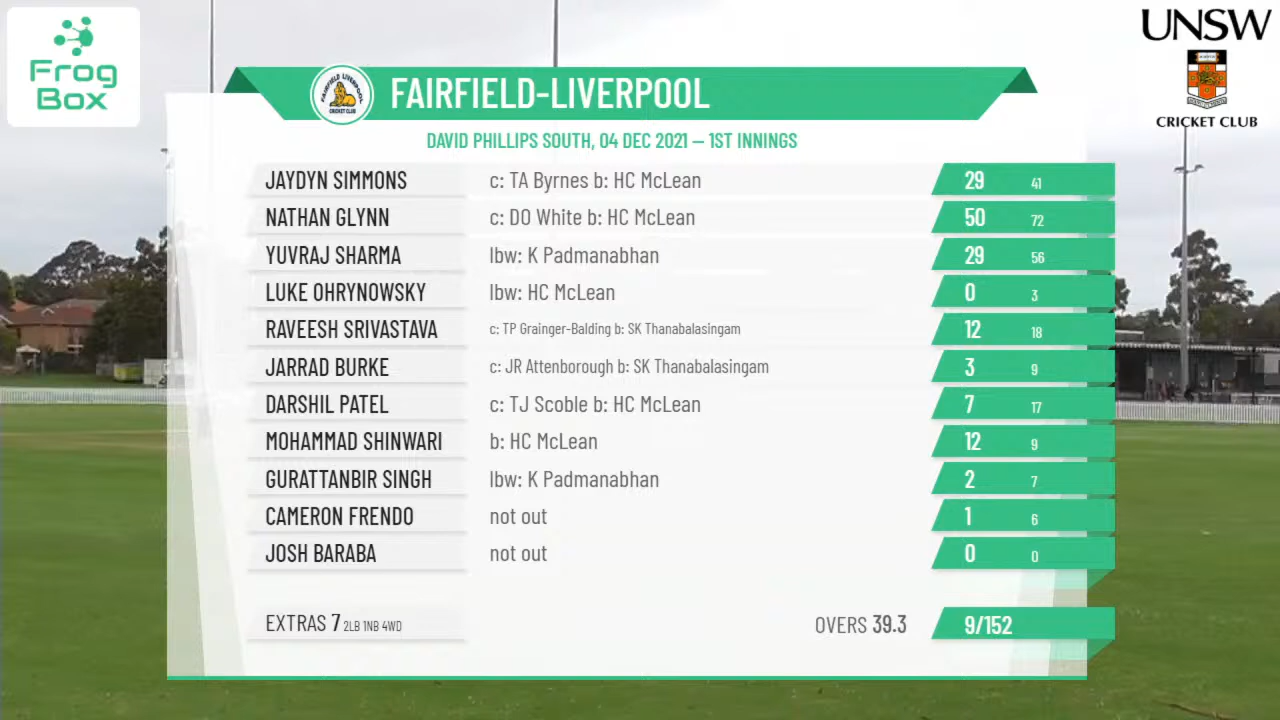 Frog
Box
UNSW
CRICKET CLUB
FAIRFIELD LIVERPOOL
CRICKET CLUB
FAIRFIELD-LIVERPOOL
DAVID PHILLIPS SOUTH, 04 DEC 2021 – 1ST INNINGS
JAYDYN SIMMONS c: TA Byrnes b: HC McLean 29 41
NATHAN GLYNN c: DO White b: HC McLean 50 72
YUVRAJ SHARMA lbw: K Padmanabhan 29 56
LUKE OHRYNOWSKY lbw: HC McLean 0 3
RAVEESH SRIVASTAVA c: TP Grainger-Balding b: SK Thanabalasingam 12 18
JARRAD BURKE c: JR Attenborough b: SK Thanabalasingam 3 9
DARSHIL PATEL c: TJ Scoble b: HC McLean 7 17
MOHAMMAD SHINWARI b: HC McLean 12 9
GURATTANBIR SINGH lbw: K Padmanabhan 2 7
CAMERON FRENDO not out 1 6
JOSH BARABA not out 0 0
EXTRAS 7 2LB 1NB 4WD OVERS 39.3 9/152